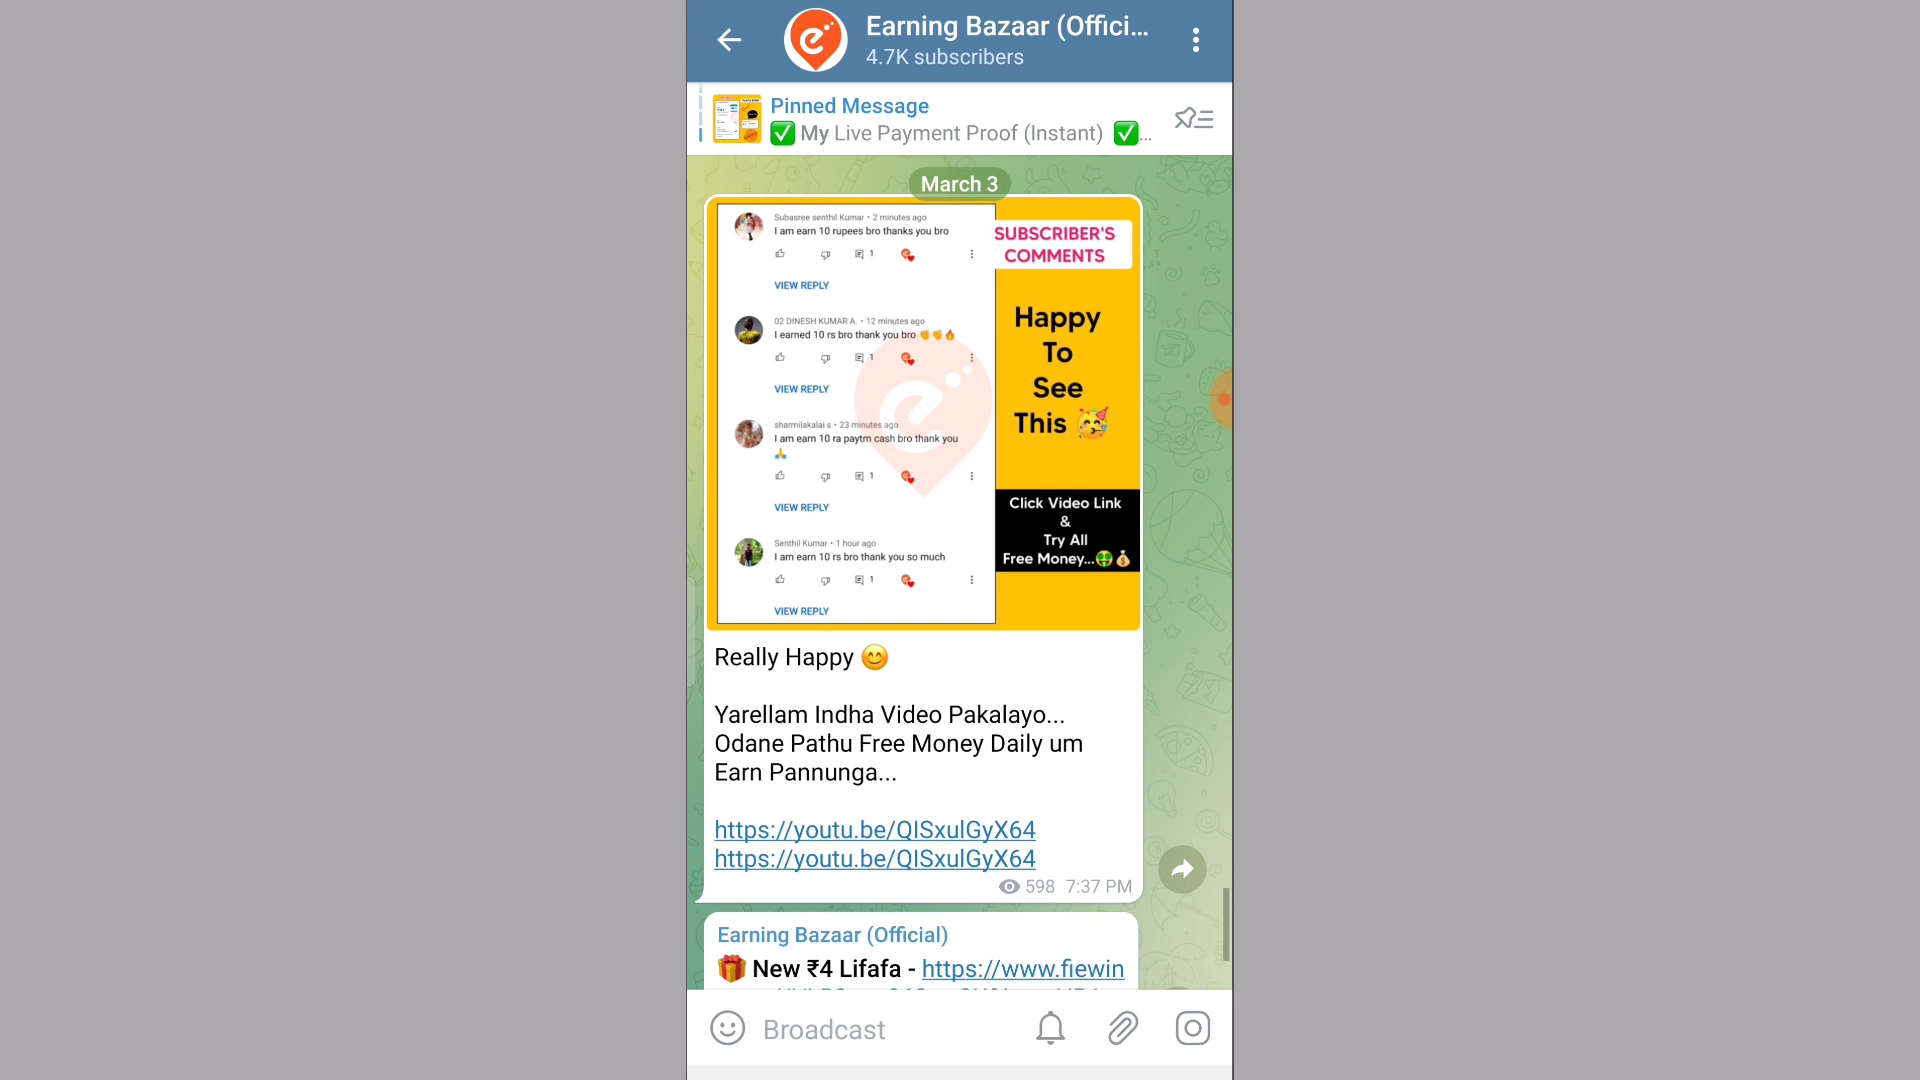 Earning Bazaar (Offici...
4.7K subscribers
Pinned Message
✅ My Live Payment Proof (Instant) ✅...
March 3
Subasree senthil Kumar • 2 minutes ago
I am earn 10 rupees bro thanks you bro
1
VIEW REPLY
02 DINESH KUMAR A. • 12 minutes ago
I earned 10 rs bro thank you bro 👏👏🔥
1
VIEW REPLY
sharmilakalai s • 23 minutes ago
I am earn 10 ra paytm cash bro thank you
🙏
1
VIEW REPLY
Senthil Kumar • 1 hour ago
I am earn 10 rs bro thank you so much
1
VIEW REPLY
SUBSCRIBER'S
COMMENTS
Happy
To
See
This 🥳
Click Video Link
&
Try All
Free Money...🤑💰
Really Happy 😊
Yarellam Indha Video Pakalayo...
Odane Pathu Free Money Daily um
Earn Pannunga...
https://youtu.be/QISxulGyX64
https://youtu.be/QISxulGyX64
598 7:37 PM
Earning Bazaar (Official)
🎁 New ₹4 Lifafa - https://www.fiewin
Broadcast